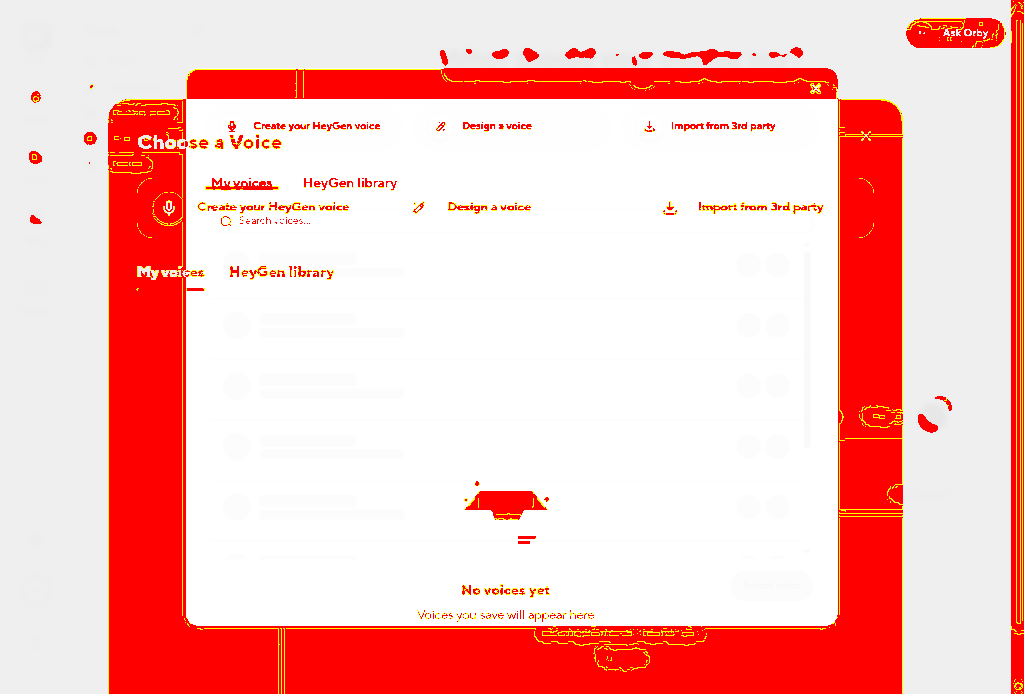 Ask Orby
Create your HeyGen voice
Design a voice
Import from 3rd party
Choose a Voice
My voices
HeyGen library
Create your HeyGen voice
Design a voice
Import from 3rd party
Search voices...
My voices
HeyGen library
No voices yet
Voices you save will appear here